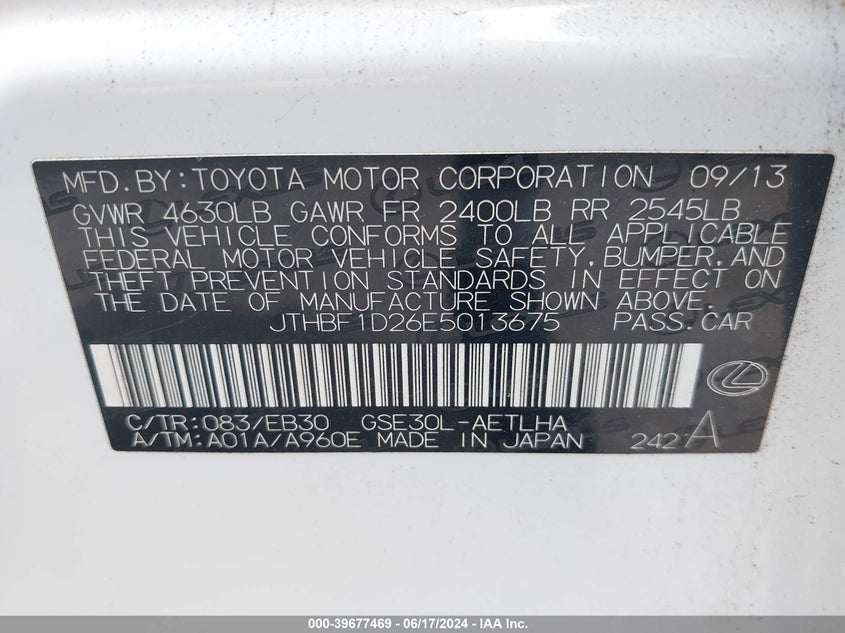 MFD.BY:TOYOTA MOTOR CORPORATION 09/13
GVWR 4630LB GAWR FR 2400LB RR 2545LB
THIS VEHICLE CONFORMS TO ALL APPLICABLE
FEDERAL MOTOR VEHICLE SAFETY,BUMPER,AND
THEFT PREVENTION STANDARDS IN EFFECT ON
THE DATE OF MANUFACTURE SHOWN ABOVE.
JTHBF1D26E5013675 PASS.CAR
C/TR:083/EB30 GSE30L-AETLHA
A/TM:A01A/A960E MADE IN JAPAN 242 A
000-39677469 - 06/17/2024 - IAA Inc.